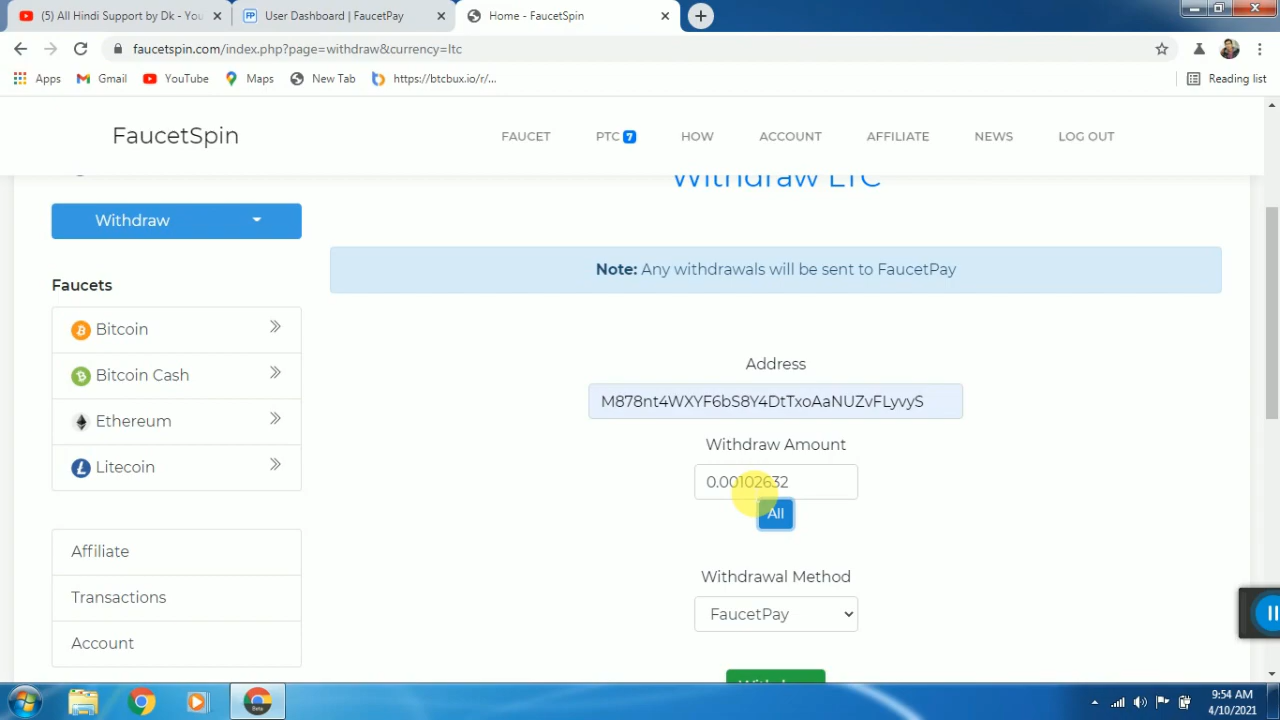 (5) All Hindi Support by Dk - You
User Dashboard | FaucetPay
Home - FaucetSpin
faucetspin.com/index.php?page=withdraw&currency=ltc
Apps
Gmail
YouTube
Maps
New Tab
https://btcbux.io/r/...
Reading list
FaucetSpin
FAUCET
PTC 7
HOW
ACCOUNT
AFFILIATE
NEWS
LOG OUT
Withdraw LTC
Withdraw
Note: Any withdrawals will be sent to FaucetPay
Faucets
Bitcoin
Bitcoin Cash
Ethereum
Litecoin
Address
M878nt4WXYF6bS8Y4DtTxoAaNUZvFLyvyS
Withdraw Amount
0.00102632
All
Withdrawal Method
FaucetPay
Withdraw
Affiliate
Transactions
Account
9:54 AM
4/10/2021